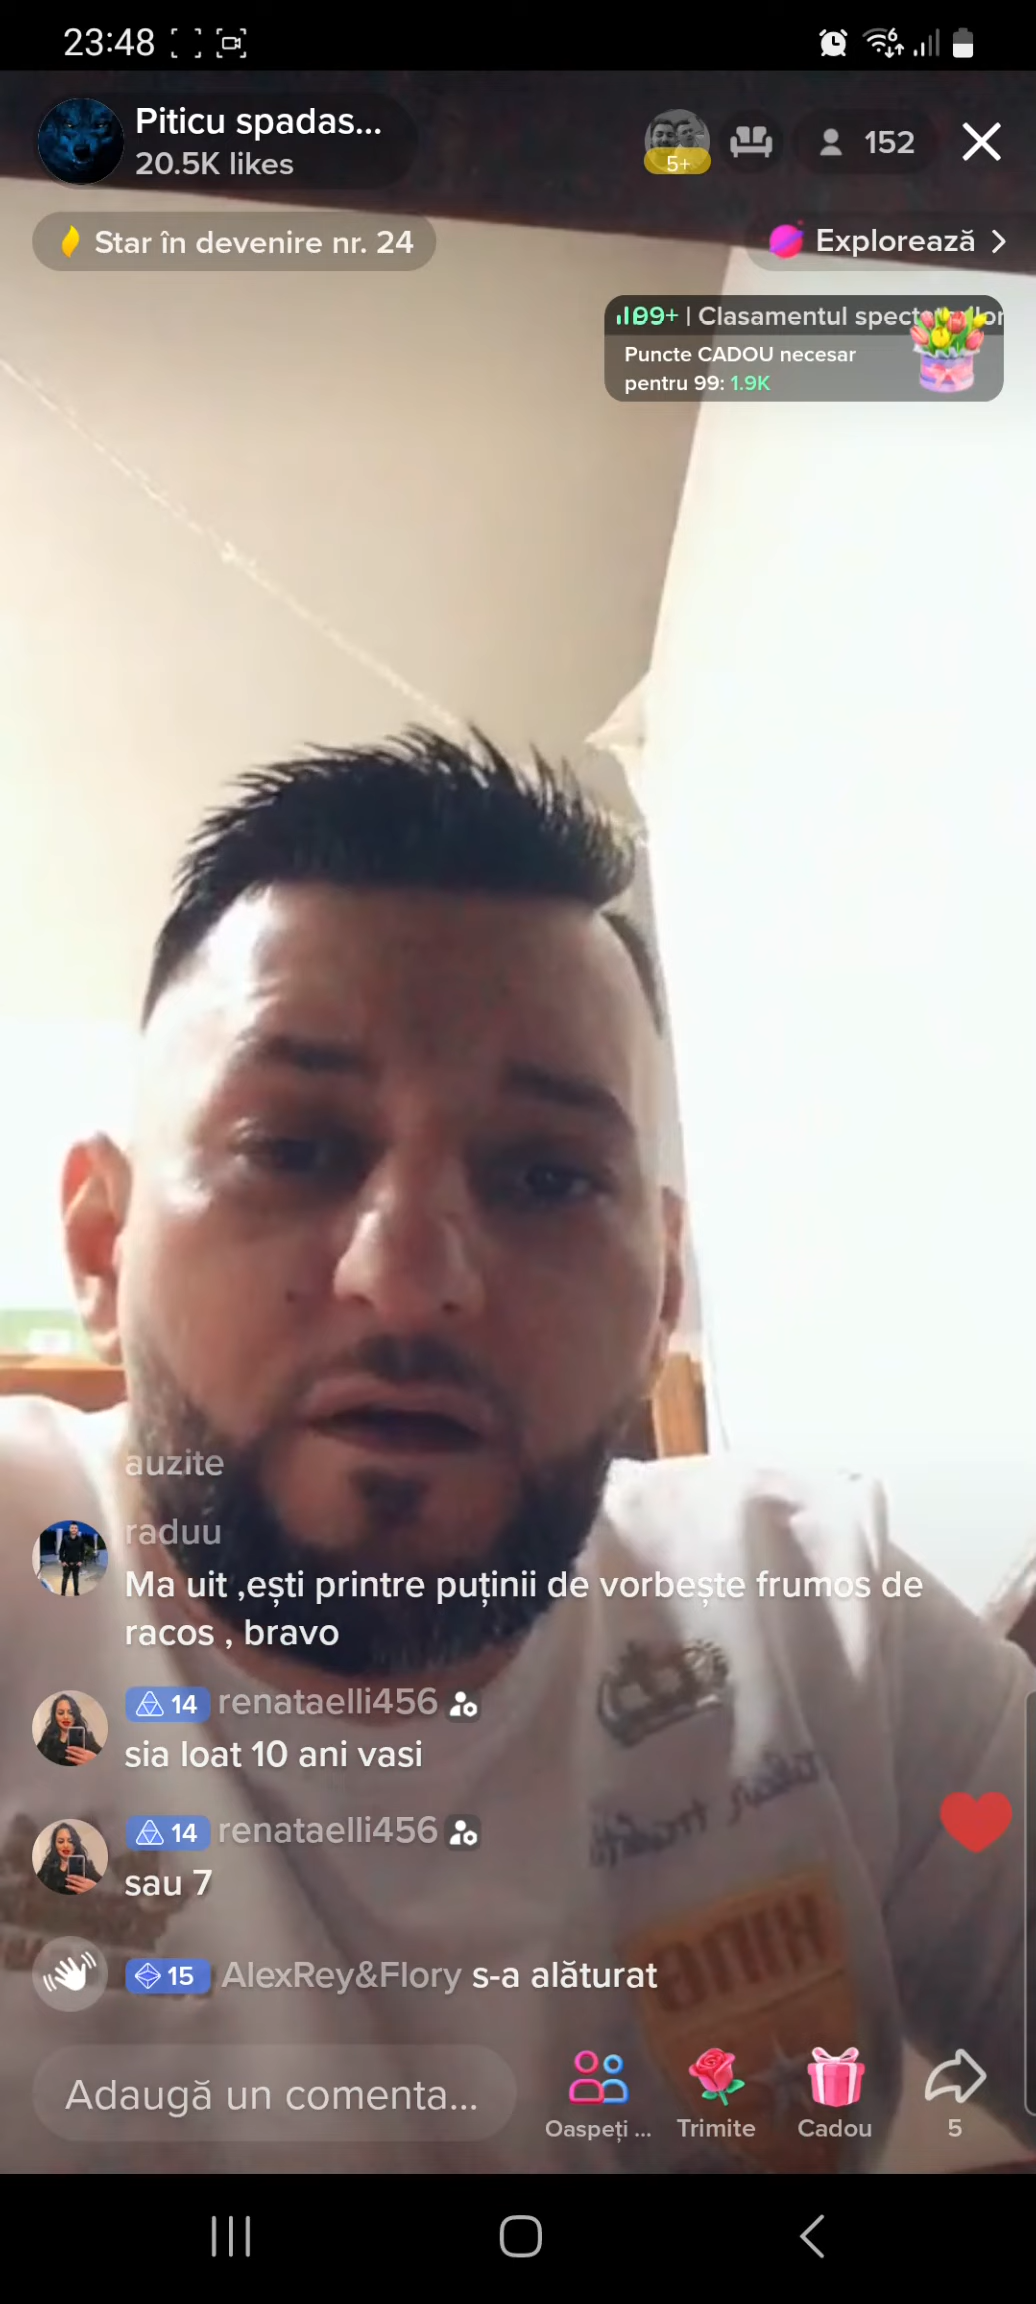 23:48
6
Piticu spadas...
20.5K likes
5+
152
Star în devenire nr. 24
Explorează
99+ | Clasamentul
Puncte CADOU necesar
pentru 99: 1.9K
auzite
raduu
Ma uit ,ești printre puținii de vorbește frumos de
racos , bravo
14 renataelli456
sia loat 10 ani vasi
14 renataelli456
sau 7
15 AlexRey&Flory s-a alăturat
Adaugă un comenta...
Oaspeți ...
Trimite
Cadou
5